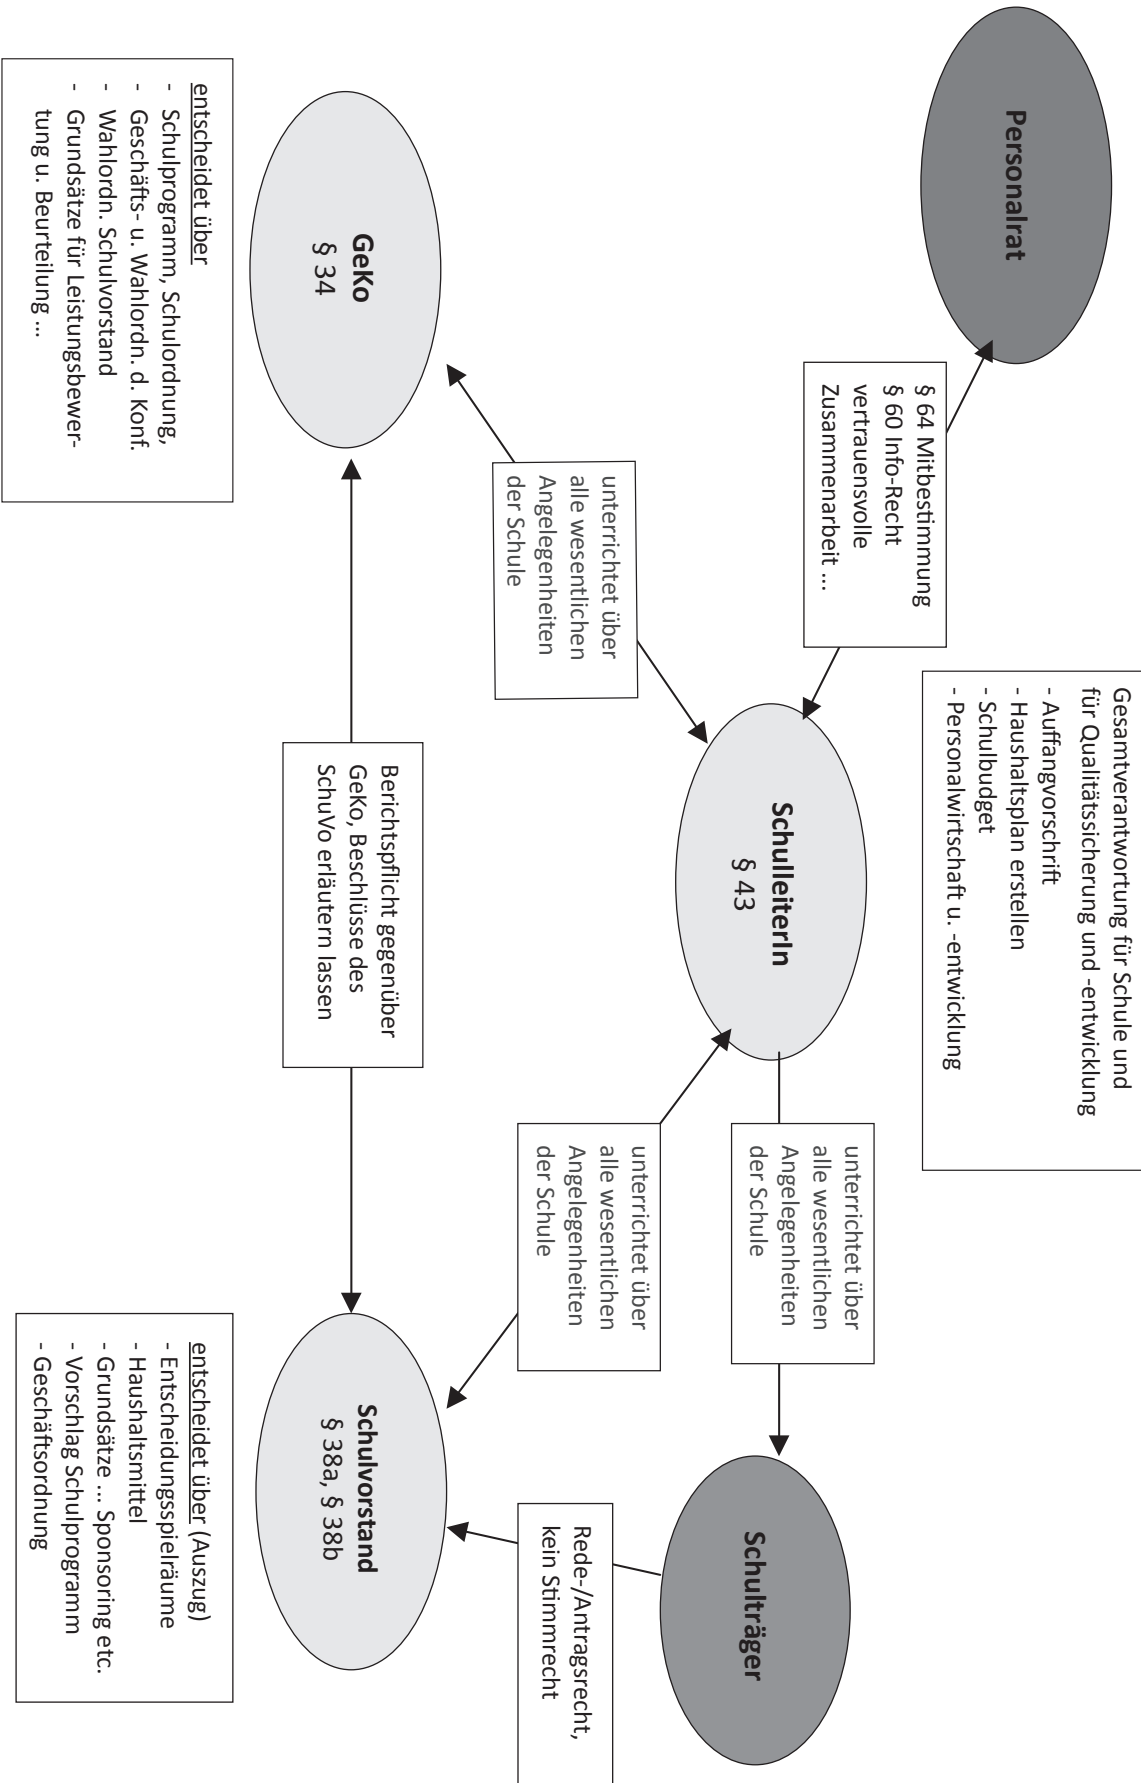 Personalrat
§ 64 Mitbestimmung
§ 60 Info-Recht
vertrauensvolle
Zusammenarbeit ...
Gesamtverantwortung für Schule und
für Qualitätssicherung und -entwicklung
- Auffangvorschrift
- Haushaltsplan erstellen
- Schulbudget
- Personalwirtschaft u. -entwicklung
SchulleiterIn
§ 43
unterrichtet über
alle wesentlichen
Angelegenheiten
der Schule
Schulträger
unterrichtet über
alle wesentlichen
Angelegenheiten
der Schule
unterrichtet über
alle wesentlichen
Angelegenheiten
der Schule
Rede-/Antragsrecht,
kein Stimmrecht
GeKo
§ 34
Berichtspflicht gegenüber
GeKo, Beschlüsse des
SchuVo erläutern lassen
Schulvorstand
§ 38a, § 38b
entscheidet über
- Schulprogramm, Schulordnung,
- Geschäfts- u. Wahlordn. d. Konf.
- Wahlordn. Schulvorstand
- Grundsätze für Leistungsbewer-
tung u. Beurteilung ...
entscheidet über (Auszug)
- Entscheidungsspielräume
- Haushaltsmittel
- Grundsätze ... Sponsoring etc.
- Vorschlag Schulprogramm
- Geschäftsordnung